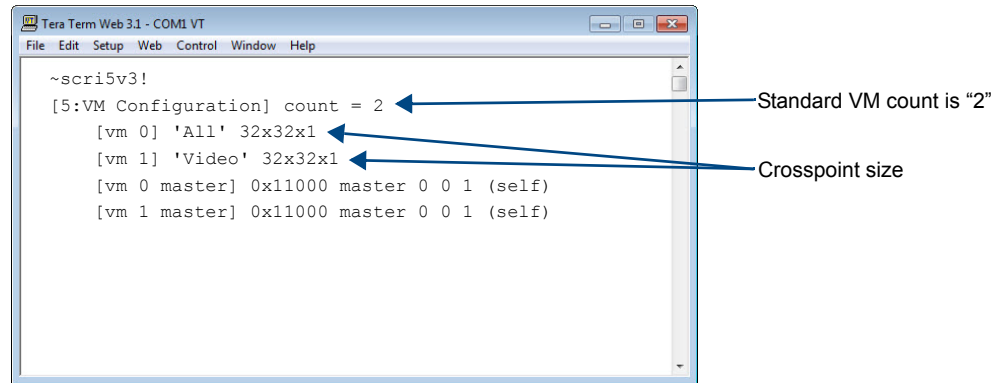 Tera Term Web 3.1 - COM1 VT
File Edit Setup Web Control Window Help
~scri5v3!
[5:VM Configuration] count = 2
[vm 0] 'All' 32x32x1
[vm 1] 'Video' 32x32x1
[vm 0 master] 0x11000 master 0 0 1 (self)
[vm 1 master] 0x11000 master 0 0 1 (self)
Standard VM count is “2”
Crosspoint size